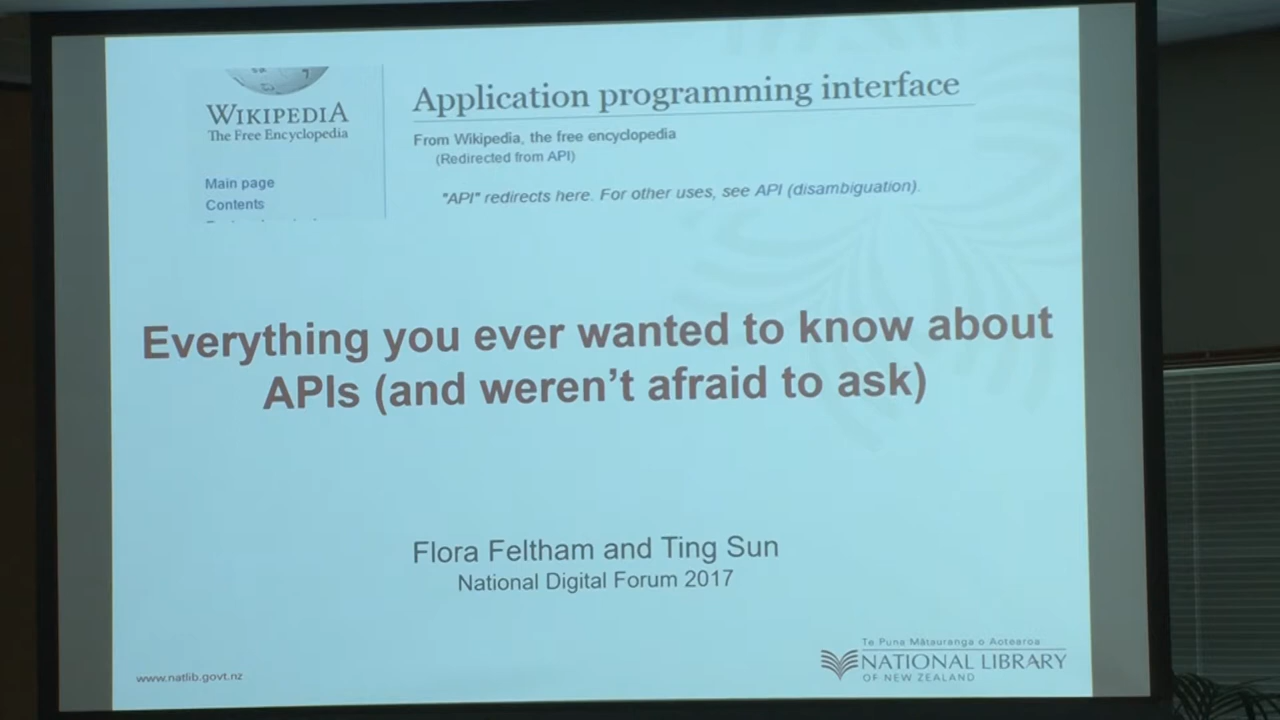 WIKIPEDIA
The Free Encyclopedia
Main page
Contents
Application programming interface
From Wikipedia, the free encyclopedia
(Redirected from API)
"API" redirects here. For other uses, see API (disambiguation).
Everything you ever wanted to know about
APIs (and weren't afraid to ask)
Flora Feltham and Ting Sun
National Digital Forum 2017
www.natlib.govt.nz
Te Puna Mātauranga o Aotearoa
NATIONAL LIBRARY
OF NEW ZEALAND